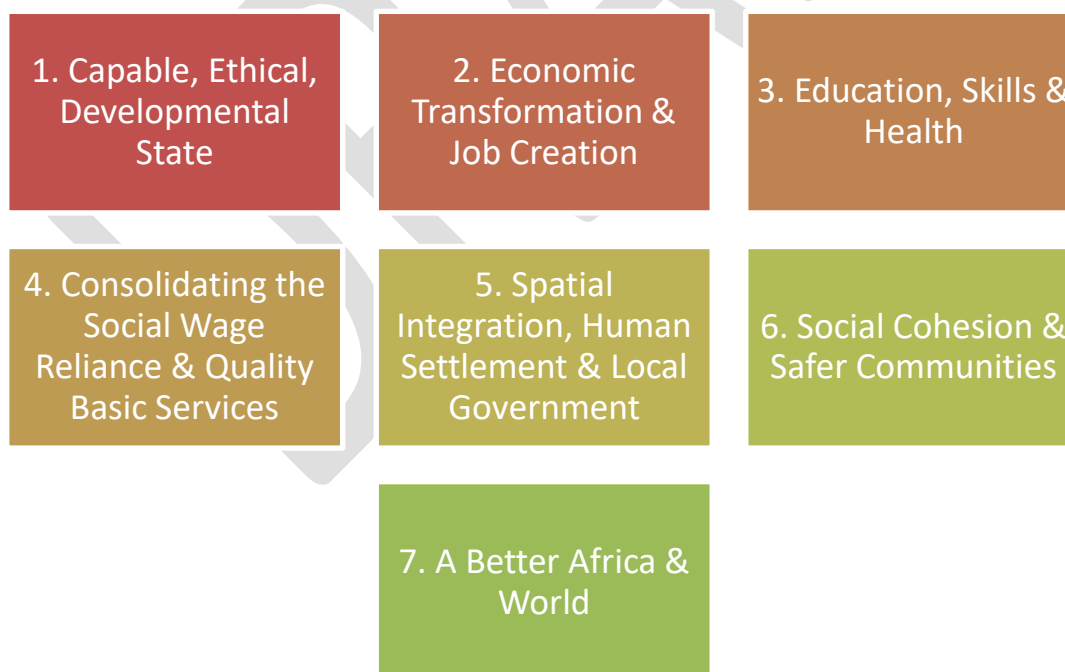 1. Capable, Ethical,
Developmental
State
2. Economic
Transformation &
Job Creation
3. Education, Skills &
Health
4. Consolidating the
Social Wage
Reliance & Quality
Basic Services
5. Spatial
Integration, Human
Settlement & Local
Government
6. Social Cohesion &
Safer Communities
7. A Better Africa &
World